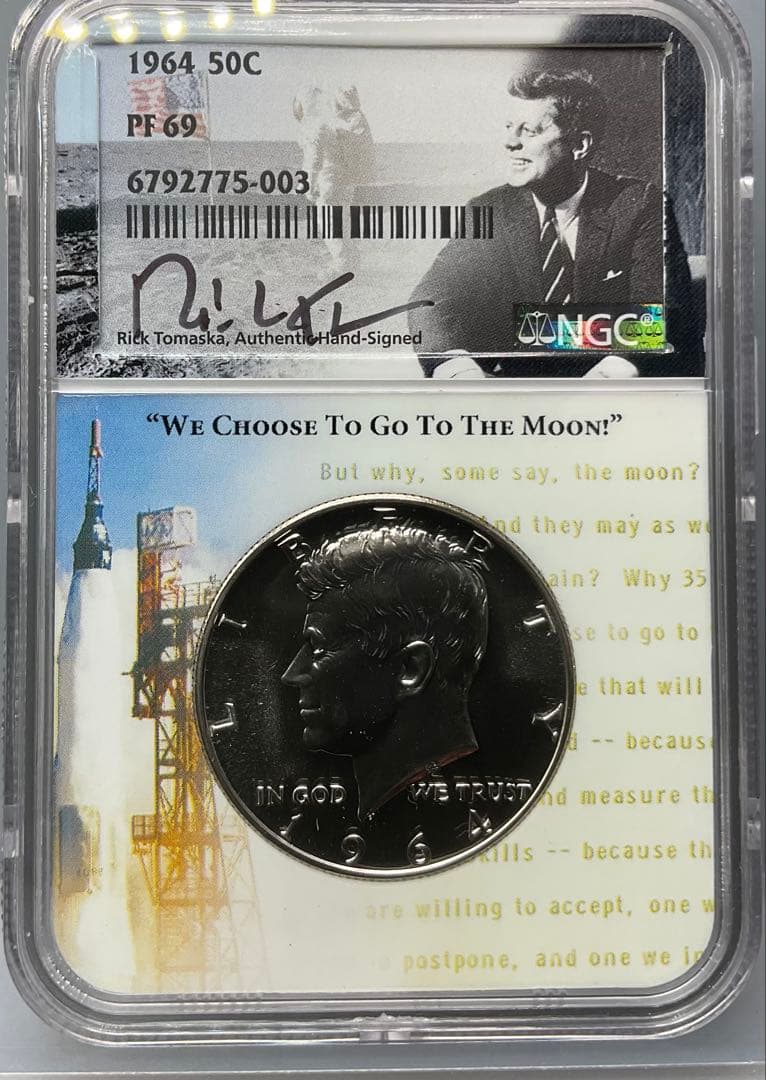 1964 50C
PF 69
6792775-003
Rick Tomaska, Authentic Hand-Signed
NGC®
“WE CHOOSE TO GO TO THE MOON!”
But why, some say, the moon?
nd they may as we
ain? Why 35
se to go to
e that will
d -- because
nd measure th
kills -- because th
are willing to accept, one w
postpone, and one we in
LIBERTY
IN GOD WE TRUST
1964